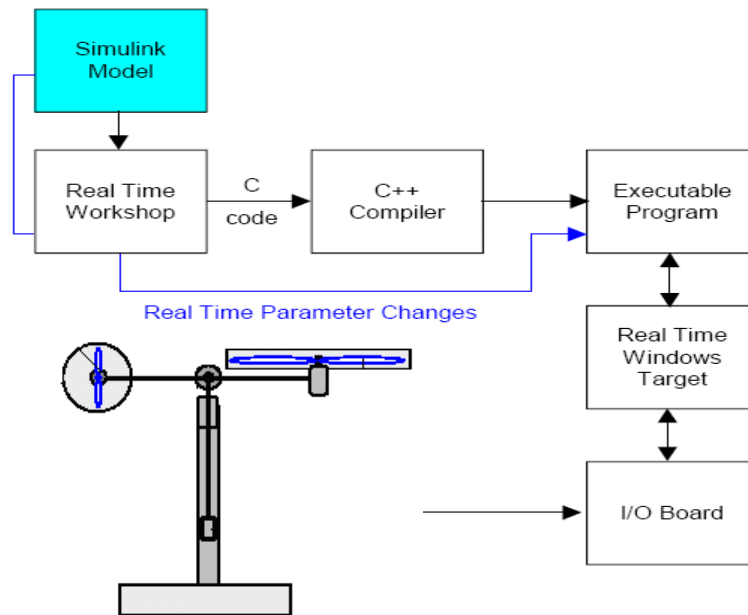 Simulink
Model
Real Time
Workshop
C
code
C++
Compiler
Executable
Program
Real Time Parameter Changes
Real Time
Windows
Target
I/O Board